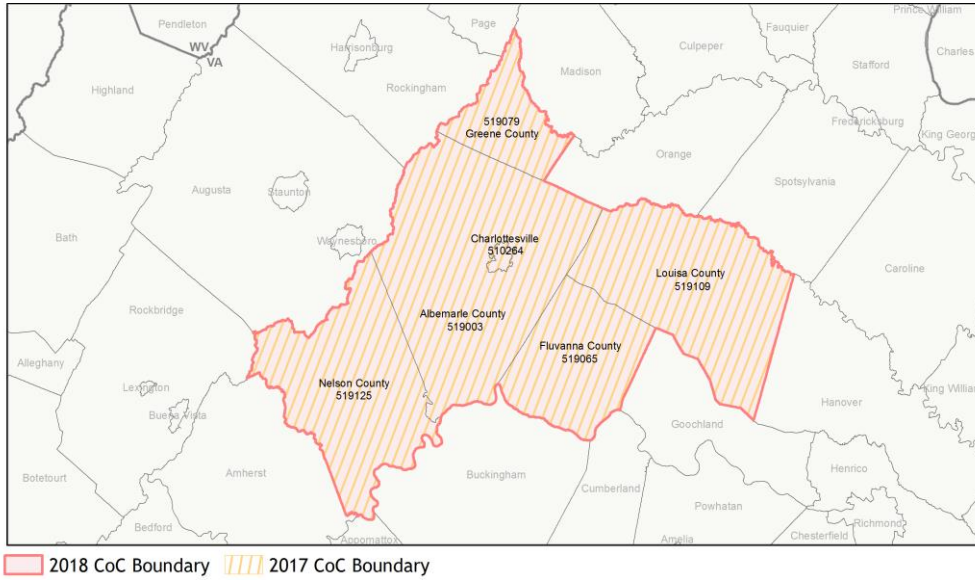 Pendleton
Page
Prince William
Fauquier
WV
VA
Harrisonburg
Culpeper
Charles
Madison
Stafford
Highland
Rockingham
519079
Greene County
Fredericksburg
King Georg
Orange
Augusta
Staunton
Spotsylvania
Bath
Waynesboro
Charlottesville
510264
Caroline
Louisa County
519109
Rockbridge
Albemarle County
519003
Fluvanna County
519065
Alleghany
Lexington
Nelson County
519125
King William
Buena Vista
Hanover
Goochland
Botetourt
Amherst
Buckingham
Henrico
Cumberland
Powhatan
Bedford
Richmond
Appomattox
Amelia
Chesterfield
2018 CoC Boundary
2017 CoC Boundary